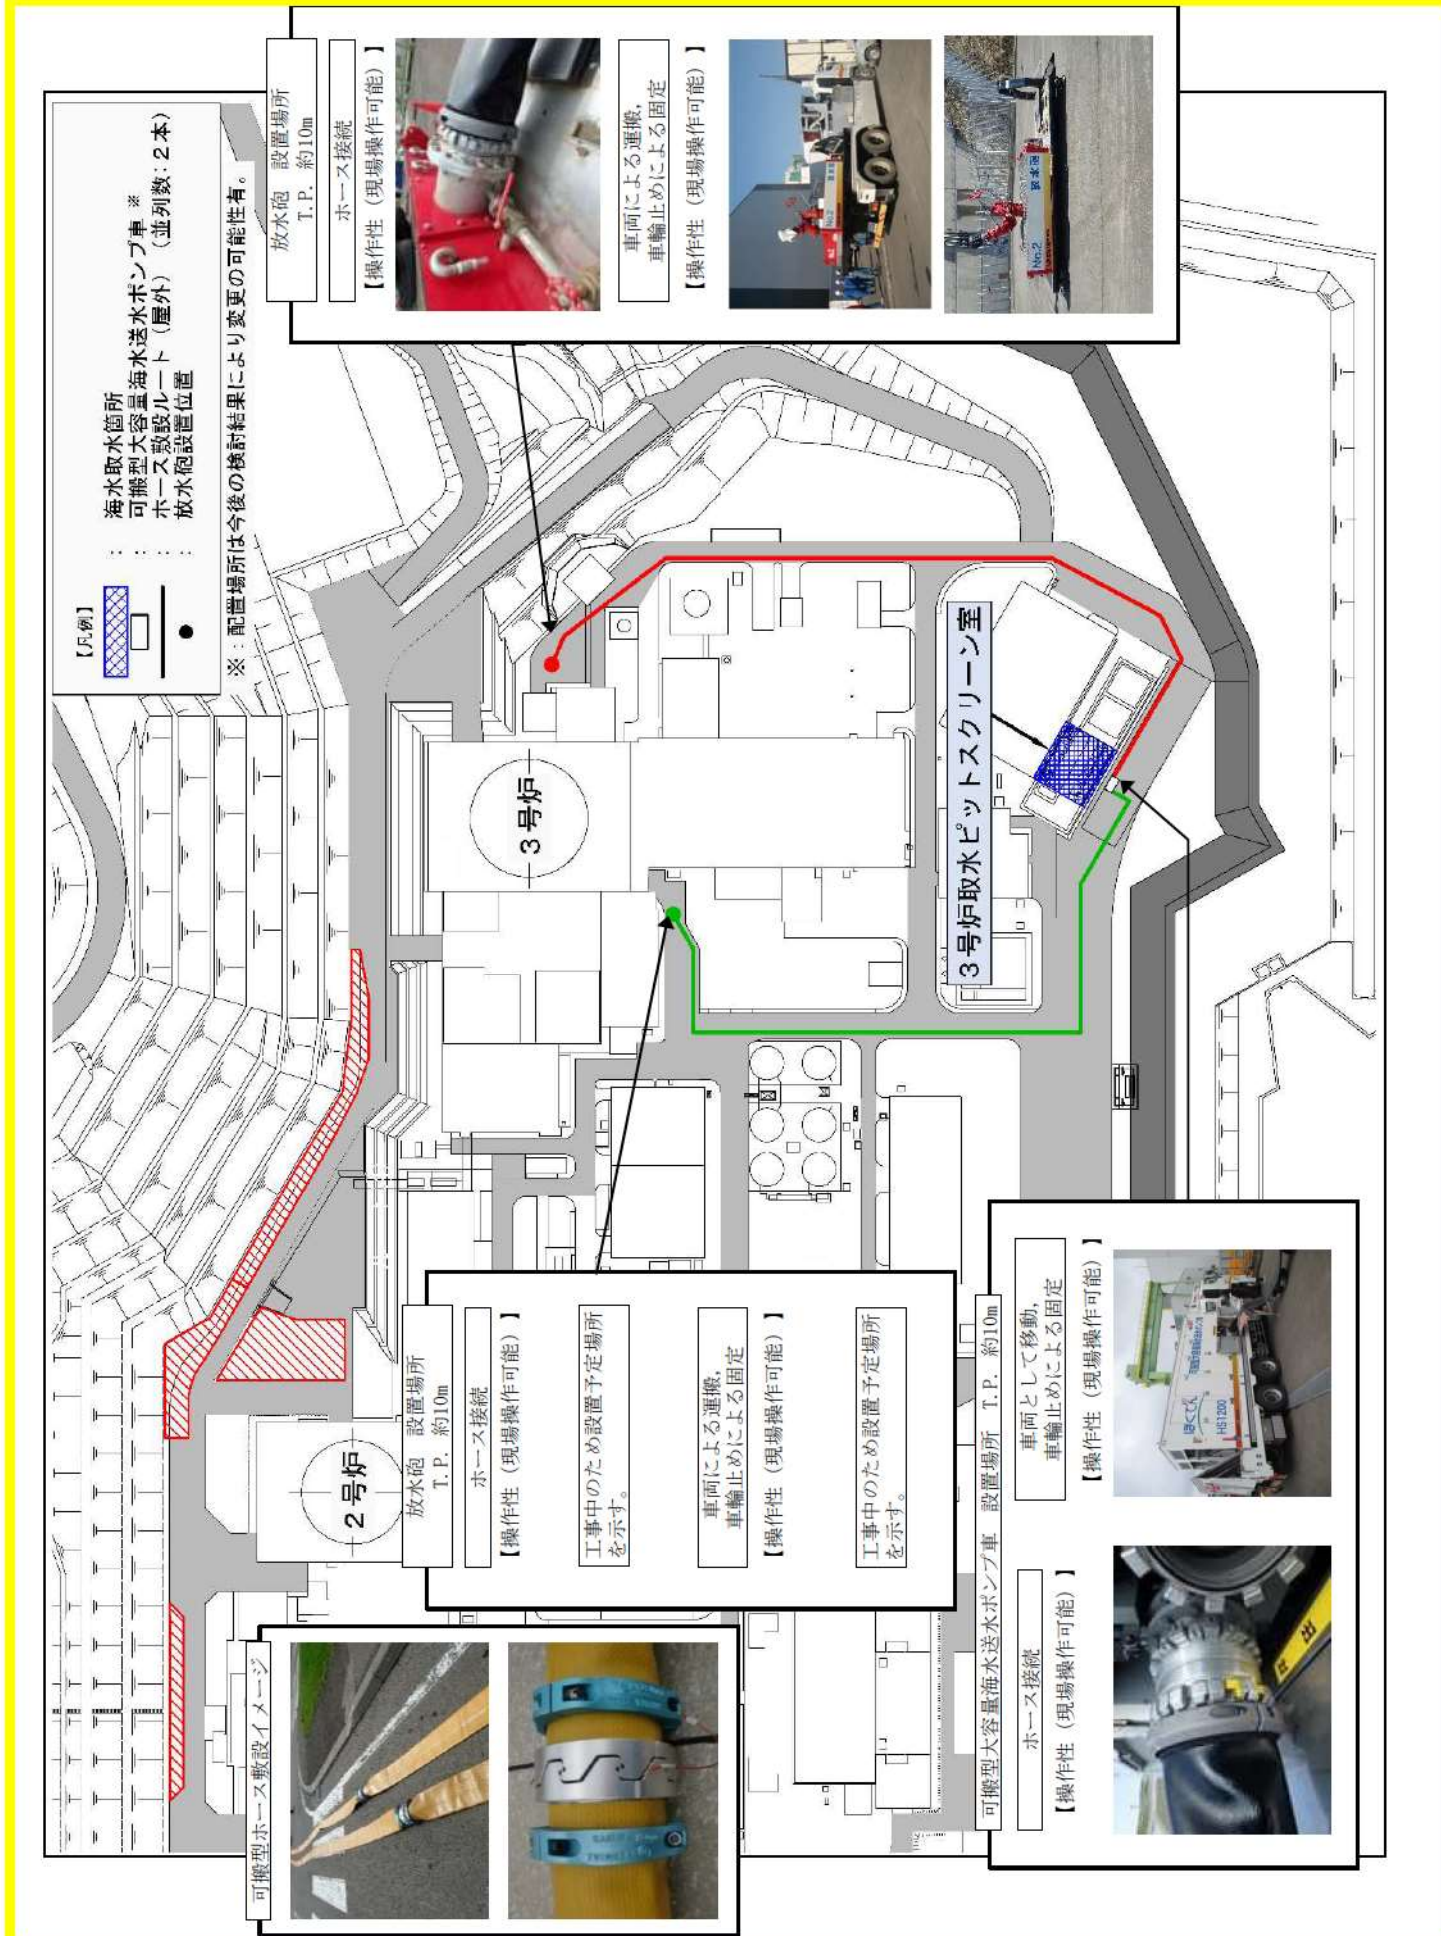 【凡例】
： 海水取水箇所
： 可搬型大容量海水送水ポンプ車 ※
： ホース敷設ルート（屋外）（並列数：２本）
： 放水砲設置位置
※：配置場所は今後の検討結果により変更の可能性有。
放水砲 設置場所
T.P. 約10m
ホース接続
【操作性（現場操作可能）】
車両による運搬,
車輪止めによる固定
【操作性（現場操作可能）】
No.2
No.2
放水砲
３号炉
２号炉
３号炉取水ピットスクリーン室
放水砲 設置場所
T.P. 約10m
ホース接続
【操作性（現場操作可能）】
工事中のため設置予定場所
を示す。
車両による運搬,
車輪止めによる固定
【操作性（現場操作可能）】
工事中のため設置予定場所
を示す。
可搬型ホース敷設イメージ
可搬型大容量海水送水ポンプ車 設置場所 T.P. 約10m
ホース接続
【操作性（現場操作可能）】
車両として移動,
車輪止めによる固定
【操作性（現場操作可能）】
ほくでん
HS1200